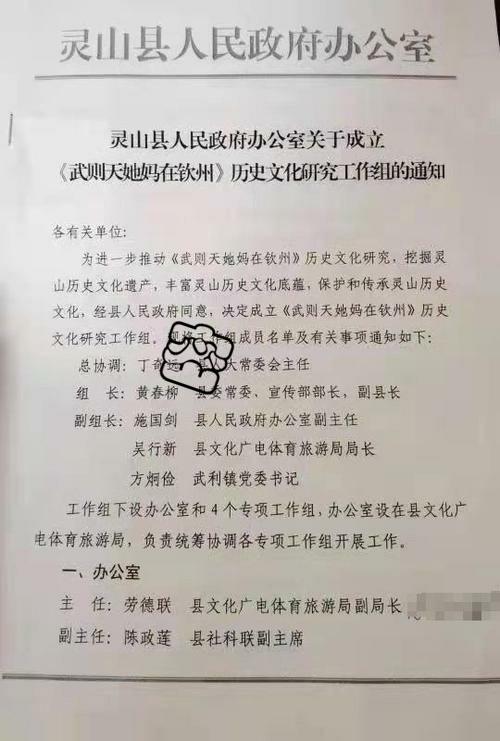 灵山县人民政府办公室
灵山县人民政府办公室关于成立
《武则天她妈在钦州》历史文化研究工作组的通知
各有关单位：
为进一步推动《武则天她妈在钦州》历史文化研究，挖掘灵
山历史文化遗产，丰富灵山历史文化底蕴，保护和传承灵山历史
文化，经县人民政府同意，决定成立《武则天她妈在钦州》历史
文化研究工作组。现将工作组成员名单及有关事项通知如下：
总协调：丁奇远 县人大常委会主任
组 长：黄春柳 县委常委、宣传部部长，副县长
副组长：施国剑 县人民政府办公室副主任
吴行新 县文化广电体育旅游局局长
方炯俭 武利镇党委书记
工作组下设办公室和4个专项工作组，办公室设在县文化广
电体育旅游局，负责统筹协调各专项工作组开展工作。
一、办公室
主 任：劳德联 县文化广电体育旅游局副局长
副主任：陈政莲 县社科联副主席